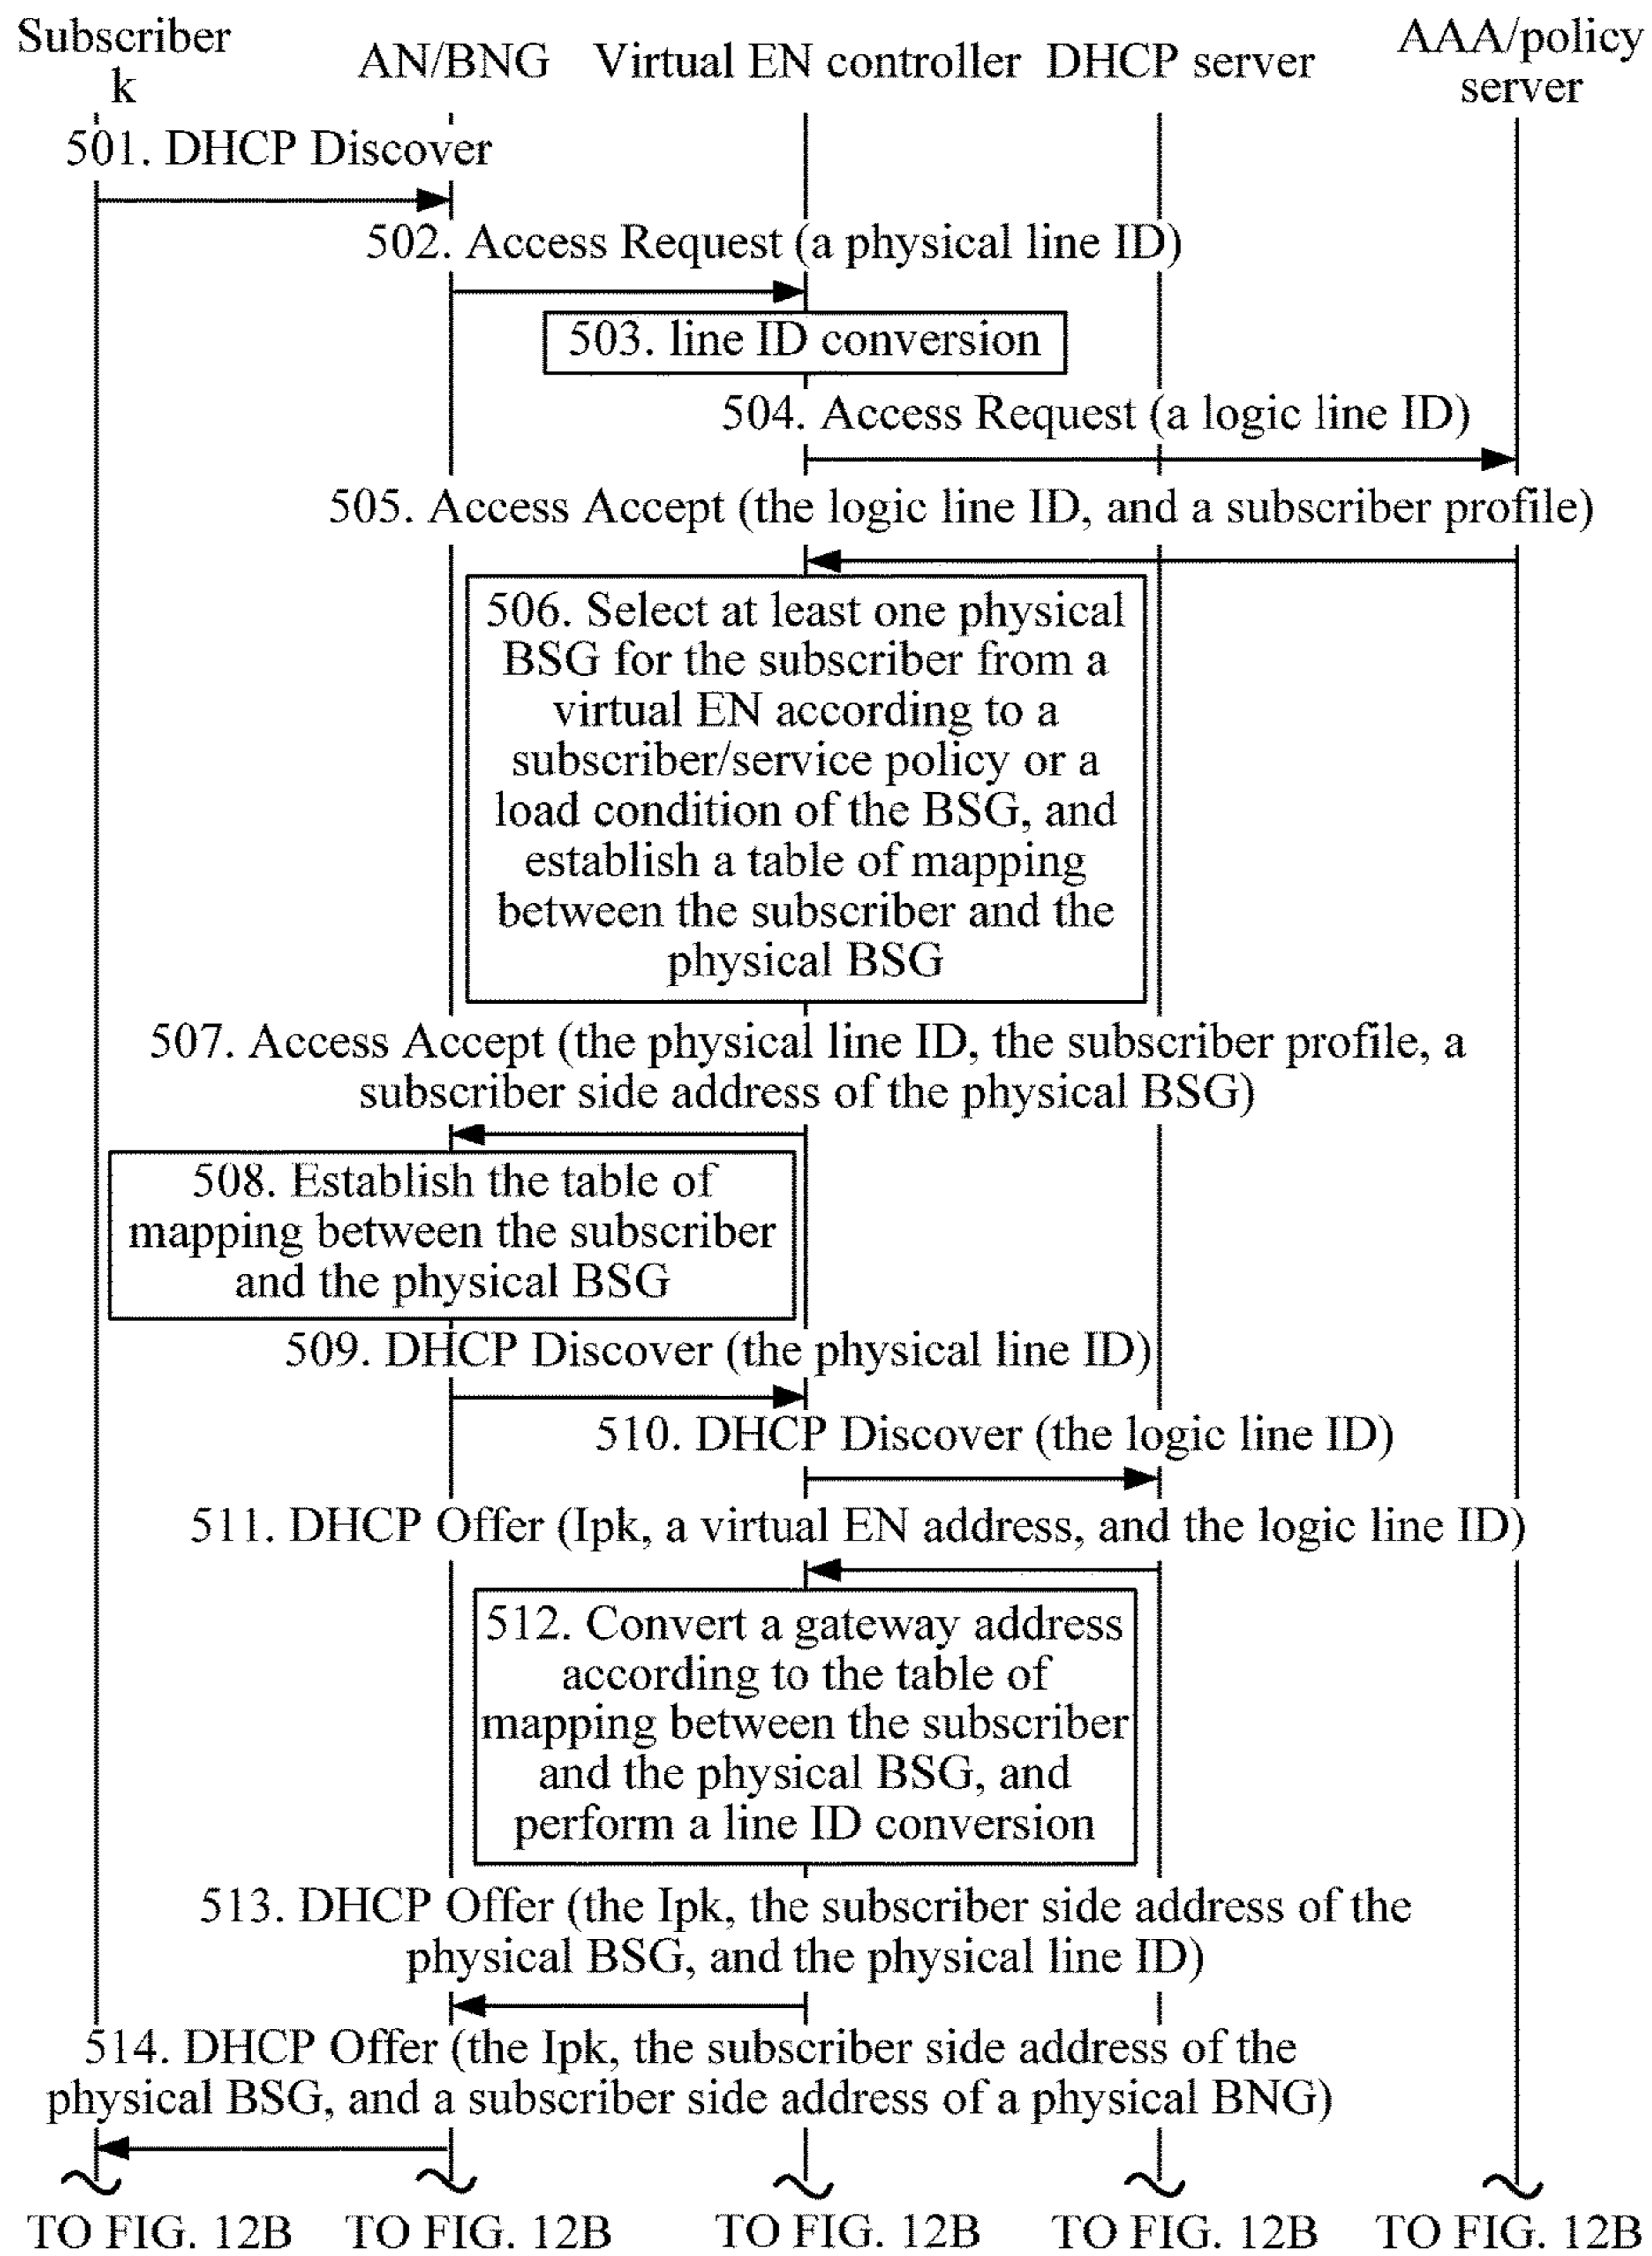 Subscriber
k
AN/BNG
Virtual EN controller
DHCP server
AAA/policy
server
501. DHCP Discover
502. Access Request (a physical line ID)
503. line ID conversion
504. Access Request (a logic line ID)
505. Access Accept (the logic line ID, and a subscriber profile)
506. Select at least one physical
BSG for the subscriber from a
virtual EN according to a
subscriber/service policy or a
load condition of the BSG, and
establish a table of mapping
between the subscriber and the
physical BSG
507. Access Accept (the physical line ID, the subscriber profile, a
subscriber side address of the physical BSG)
508. Establish the table of
mapping between the subscriber
and the physical BSG
509. DHCP Discover (the physical line ID)
510. DHCP Discover (the logic line ID)
511. DHCP Offer (Ipk, a virtual EN address, and the logic line ID)
512. Convert a gateway address
according to the table of
mapping between the subscriber
and the physical BSG, and
perform a line ID conversion
513. DHCP Offer (the Ipk, the subscriber side address of the
physical BSG, and the physical line ID)
514. DHCP Offer (the Ipk, the subscriber side address of the
physical BSG, and a subscriber side address of a physical BNG)
TO FIG. 12B
TO FIG. 12B
TO FIG. 12B
TO FIG. 12B
TO FIG. 12B